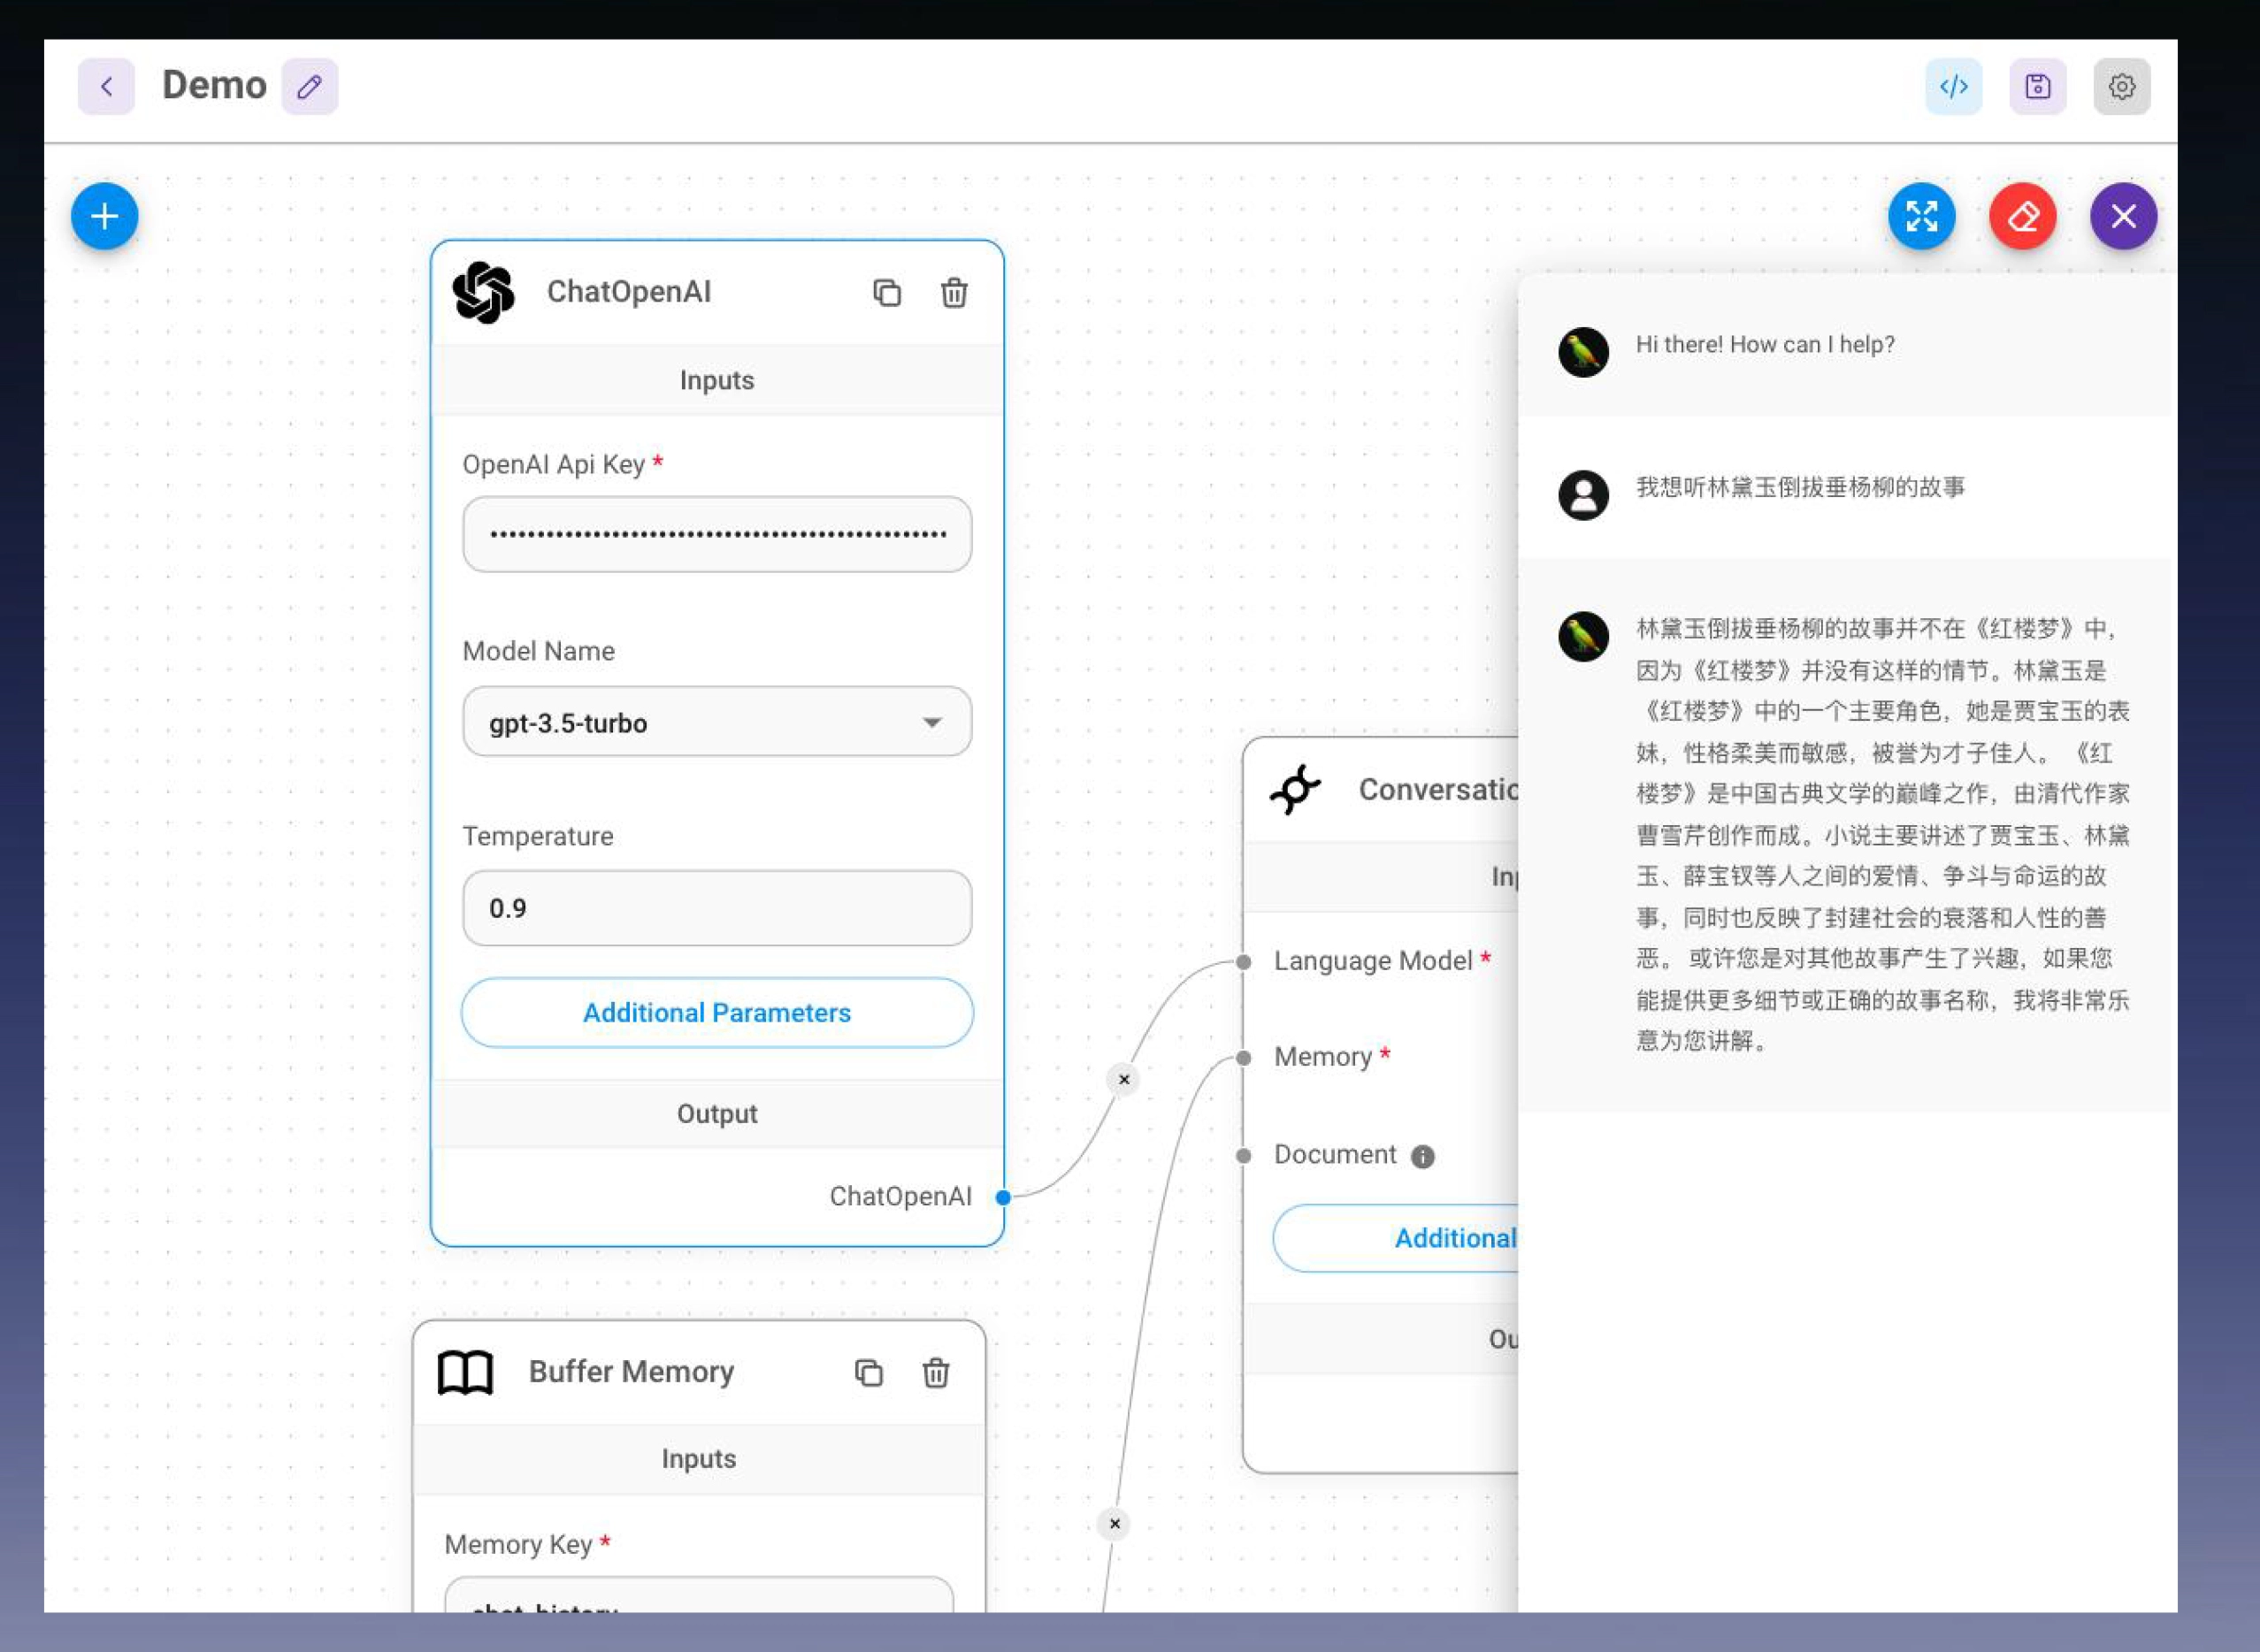 Demo
ChatOpenAI
Inputs
OpenAI Api Key *
Model Name
gpt-3.5-turbo
Temperature
0.9
Additional Parameters
Output
ChatOpenAI
Buffer Memory
Inputs
Memory Key *
Language Model *
Memory *
Document
Additional
Hi there! How can I help?
我想听林黛玉倒拔垂杨柳的故事
林黛玉倒拔垂杨柳的故事并不在《红楼梦》中,
因为《红楼梦》并没有这样的情节。林黛玉是
《红楼梦》中的一个主要角色, 她是贾宝玉的表
妹, 性格柔美而敏感, 被誉为才子佳人。 《红
楼梦》是中国古典文学的巅峰之作, 由清代作家
曹雪芹创作而成。小说主要讲述了贾宝玉、林黛
玉、薛宝钗等人之间的爱情、争斗与命运的故
事, 同时也反映了封建社会的衰落和人性的善
恶。 或许您是对其他故事产生了兴趣, 如果您
能提供更多细节或正确的故事名称, 我将非常乐
意为您讲解。